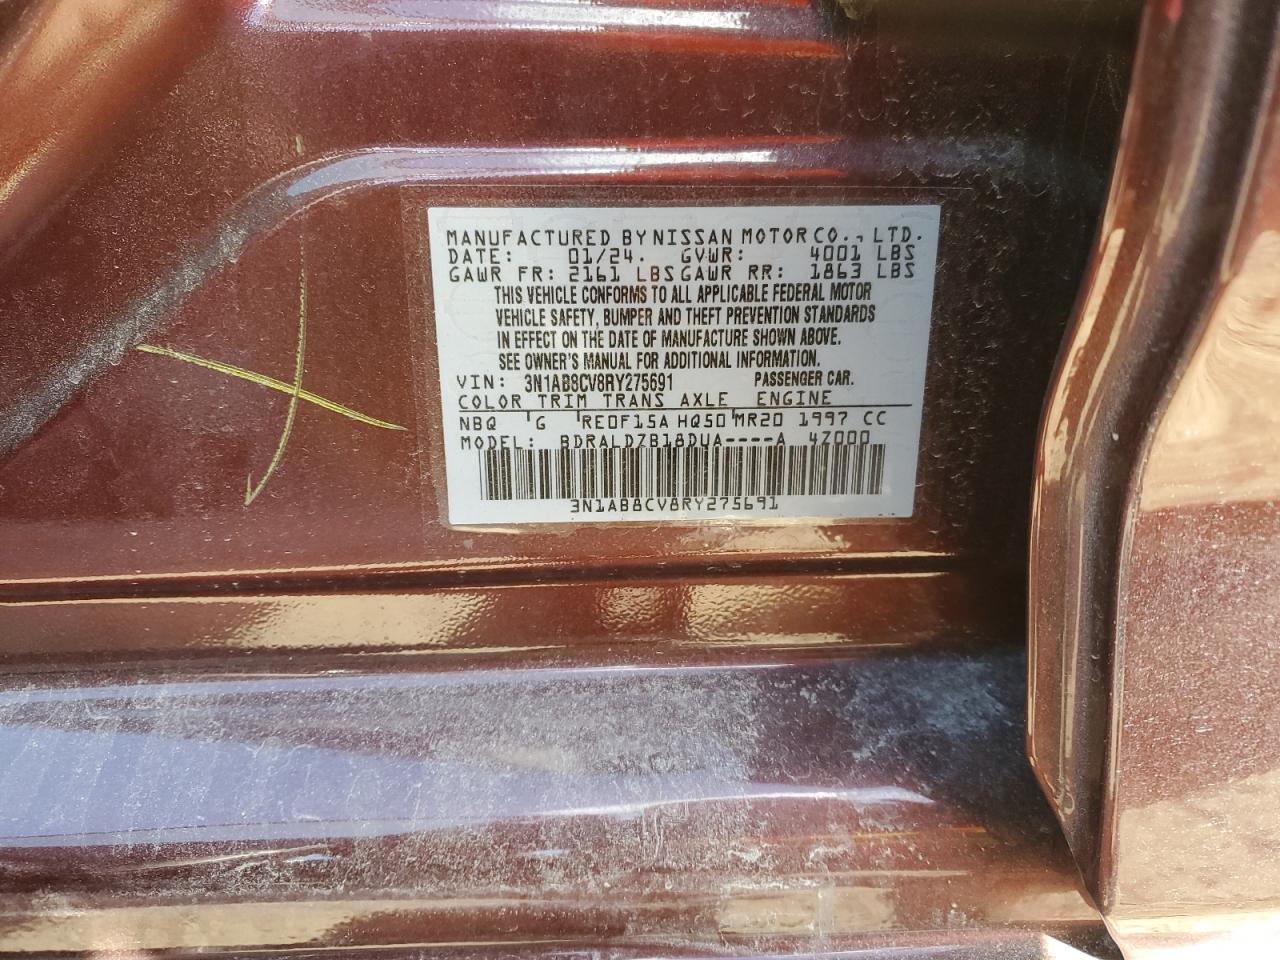 MANUFACTURED BY NISSAN MOTOR CO., LTD.
DATE: 01/24. GVWR: 4001 LBS
GAWR FR: 2161 LBS GAWR RR: 1863 LBS
THIS VEHICLE CONFORMS TO ALL APPLICABLE FEDERAL MOTOR
VEHICLE SAFETY, BUMPER AND THEFT PREVENTION STANDARDS
IN EFFECT ON THE DATE OF MANUFACTURE SHOWN ABOVE.
SEE OWNER'S MANUAL FOR ADDITIONAL INFORMATION.
VIN: 3N1AB8CV8RY275691 PASSENGER CAR.
COLOR TRIM TRANS AXLE ENGINE
NBQ G RE0F15A HQ50 MR20 1997 CC
MODEL: BDRALDZB18DUA----A 4Z000
3N1AB8CV8RY275691